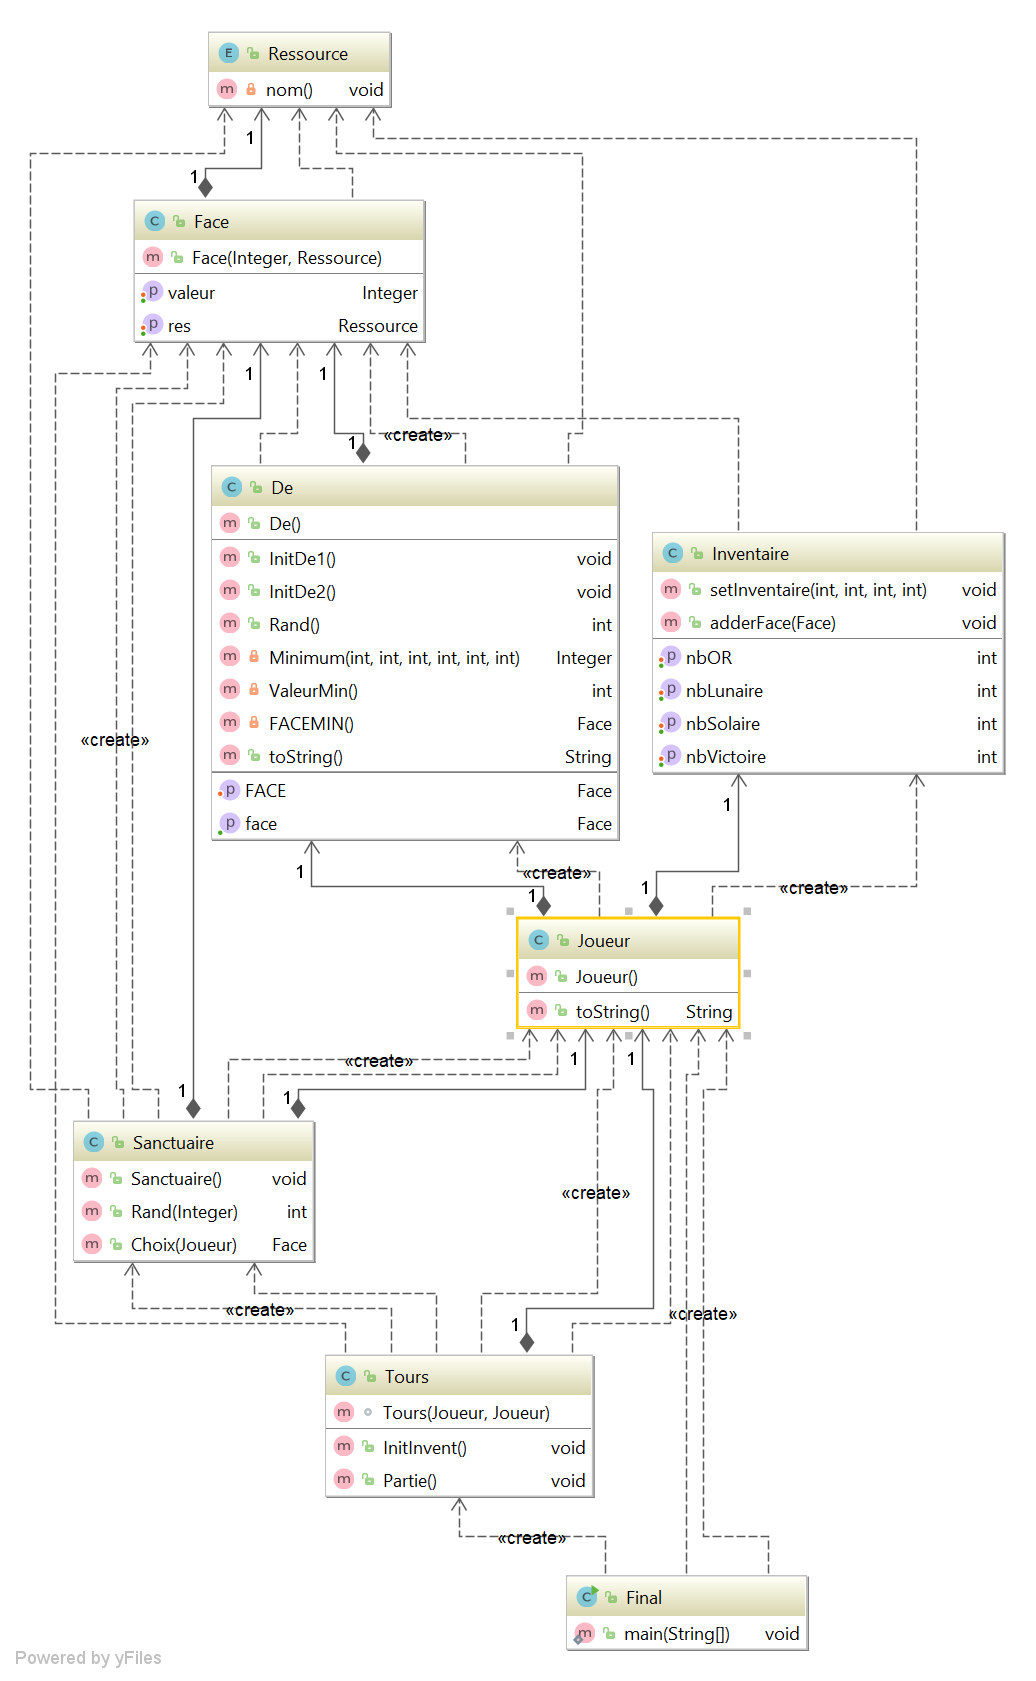 E Ressource
m nom() void
1
1
C Face
m Face(Integer, Ressource)
p valeur Integer
p res Ressource
1
1
1
«create»
C De
m De()
m InitDe1() void
m InitDe2() void
m Rand() int
m Minimum(int, int, int, int, int, int) Integer
m ValeurMin() int
m FACEMIN() Face
m toString() String
p FACE Face
p face Face
C Inventaire
m setInventaire(int, int, int, int) void
m adderFace(Face) void
p nbOR int
p nbLunaire int
p nbSolaire int
p nbVictoire int
«create»
1
1
«create»
1
1
1
«create»
C Joueur
m Joueur()
m toString() String
«create»
1
1
1
1
C Sanctuaire
m Sanctuaire() void
m Rand(Integer) int
m Choix(Joueur) Face
«create»
«create»
«create»
1
C Tours
m Tours(Joueur, Joueur)
m InitInvent() void
m Partie() void
«create»
C Final
m main(String[]) void
Powered by yFiles